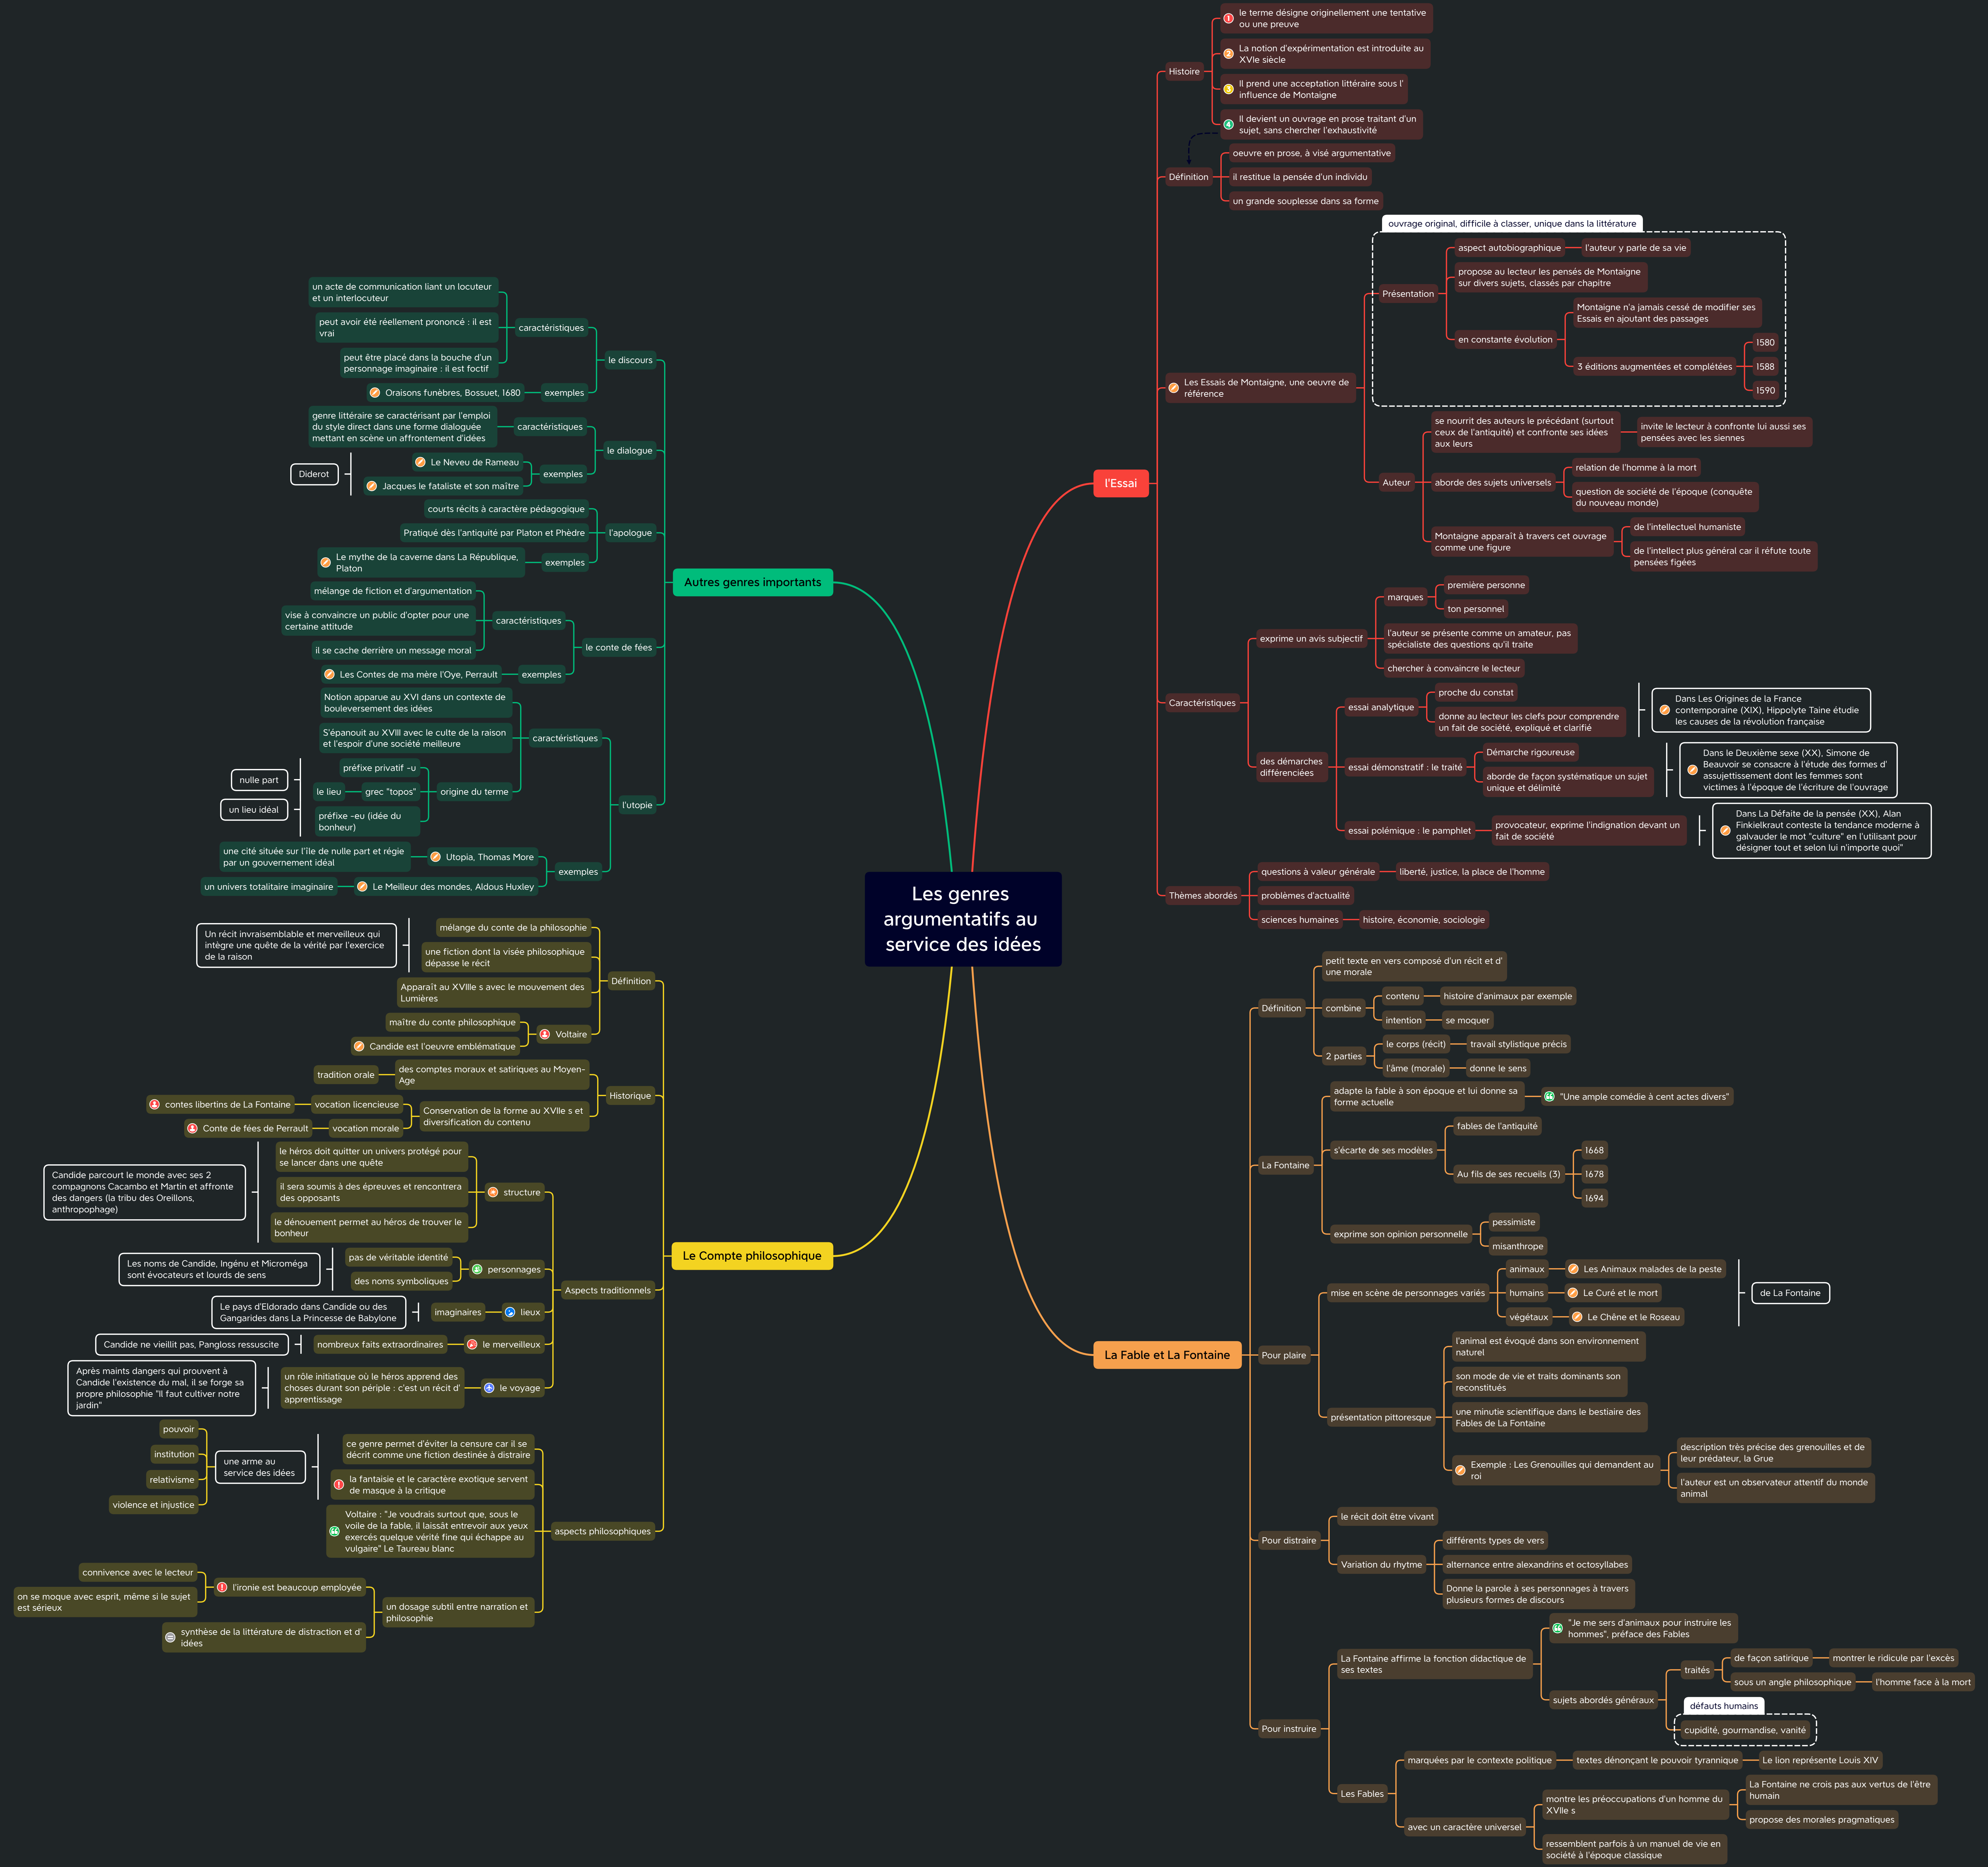 Les genres
argumentatifs au
service des idées
l'Essai
Histoire
1
le terme désigne originellement une tentative
ou une preuve
2
La notion d'expérimentation est introduite au
XVIe siècle
3
Il prend une acceptation littéraire sous l'
influence de Montaigne
4
Il devient un ouvrage en prose traitant d'un
sujet, sans chercher l'exhaustivité
Définition
oeuvre en prose, à visé argumentative
il restitue la pensée d'un individu
un grande souplesse dans sa forme
Les Essais de Montaigne, une oeuvre de
référence
ouvrage original, difficile à classer, unique dans la littérature
Présentation
aspect autobiographique
l'auteur y parle de sa vie
propose au lecteur les pensés de Montaigne
sur divers sujets, classés par chapitre
en constante évolution
Montaigne n'a jamais cessé de modifier ses
Essais en ajoutant des passages
3 éditions augmentées et complétées
1580
1588
1590
Auteur
se nourrit des auteurs le précédant (surtout
ceux de l'antiquité) et confronte ses idées
aux leurs
invite le lecteur à confronte lui aussi ses
pensées avec les siennes
aborde des sujets universels
relation de l'homme à la mort
question de société de l'époque (conquête
du nouveau monde)
Montaigne apparaît à travers cet ouvrage
comme une figure
de l'intellectuel humaniste
de l'intellect plus général car il réfute toute
pensées figées
Caractéristiques
exprime un avis subjectif
marques
première personne
ton personnel
l'auteur se présente comme un amateur, pas
spécialiste des questions qu'il traite
chercher à convaincre le lecteur
des démarches
différenciées
essai analytique
proche du constat
donne au lecteur les clefs pour comprendre
un fait de société, expliqué et clarifié
Dans Les Origines de la France
contemporaine (XIX), Hippolyte Taine étudie
les causes de la révolution française
essai démonstratif : le traité
Démarche rigoureuse
aborde de façon systématique un sujet
unique et délimité
Dans le Deuxième sexe (XX), Simone de
Beauvoir se consacre à l'étude des formes d'
assujettissement dont les femmes sont
victimes à l'époque de l'écriture de l'ouvrage
essai polémique : le pamphlet
provocateur, exprime l'indignation devant un
fait de société
Dans La Défaite de la pensée (XX), Alan
Finkielkraut conteste la tendance moderne à
galvauder le mot "culture" en l'utilisant pour
désigner tout et selon lui n'importe quoi"
Thèmes abordés
questions à valeur générale
liberté, justice, la place de l'homme
problèmes d'actualité
sciences humaines
histoire, économie, sociologie
La Fable et La Fontaine
Définition
petit texte en vers composé d'un récit et d'
une morale
combine
contenu
histoire d'animaux par exemple
intention
se moquer
2 parties
le corps (récit)
travail stylistique précis
l'âme (morale)
donne le sens
La Fontaine
adapte la fable à son époque et lui donne sa
forme actuelle
"Une ample comédie à cent actes divers"
s'écarte de ses modèles
fables de l'antiquité
Au fils de ses recueils (3)
1668
1678
1694
exprime son opinion personnelle
pessimiste
misanthrope
Pour plaire
mise en scène de personnages variés
animaux
Les Animaux malades de la peste
humains
Le Curé et le mort
végétaux
Le Chêne et le Roseau
de La Fontaine
présentation pittoresque
l'animal est évoqué dans son environnement
naturel
son mode de vie et traits dominants son
reconstitués
une minutie scientifique dans le bestiaire des
Fables de La Fontaine
Exemple : Les Grenouilles qui demandent au
roi
description très précise des grenouilles et de
leur prédateur, la Grue
l'auteur est un observateur attentif du monde
animal
Pour distraire
le récit doit être vivant
Variation du rhytme
différents types de vers
alternance entre alexandrins et octosyllabes
Donne la parole à ses personnages à travers
plusieurs formes de discours
Pour instruire
La Fontaine affirme la fonction didactique de
ses textes
"Je me sers d'animaux pour instruire les
hommes", préface des Fables
sujets abordés généraux
traités
de façon satirique
montrer le ridicule par l'excès
sous un angle philosophique
l'homme face à la mort
défauts humains
cupidité, gourmandise, vanité
Les Fables
marquées par le contexte politique
textes dénonçant le pouvoir tyrannique
Le lion représente Louis XIV
avec un caractère universel
montre les préoccupations d'un homme du
XVIIe s
La Fontaine ne crois pas aux vertus de l'être
humain
propose des morales pragmatiques
ressemblent parfois à un manuel de vie en
société à l'époque classique
Le Compte philosophique
Définition
mélange du conte de la philosophie
une fiction dont la visée philosophique
dépasse le récit
Un récit invraisemblable et merveilleux qui
intègre une quête de la vérité par l'exercice
de la raison
Apparaît au XVIIIe s avec le mouvement des
Lumières
Voltaire
maître du conte philosophique
Candide est l'oeuvre emblématique
Historique
des comptes moraux et satiriques au Moyen-
Age
tradition orale
Conservation de la forme au XVIIe s et
diversification du contenu
vocation licencieuse
contes libertins de La Fontaine
vocation morale
Conte de fées de Perrault
Aspects traditionnels
structure
le héros doit quitter un univers protégé pour
se lancer dans une quête
il sera soumis à des épreuves et rencontrera
des opposants
le dénouement permet au héros de trouver le
bonheur
Candide parcourt le monde avec ses 2
compagnons Cacambo et Martin et affronte
des dangers (la tribu des Oreillons,
anthropophage)
personnages
pas de véritable identité
des noms symboliques
Les noms de Candide, Ingénu et Microméga
sont évocateurs et lourds de sens
lieux
imaginaires
Le pays d'Eldorado dans Candide ou des
Gangarides dans La Princesse de Babylone
le merveilleux
nombreux faits extraordinaires
Candide ne vieillit pas, Pangloss ressuscite
le voyage
un rôle initiatique où le héros apprend des
choses durant son périple : c'est un récit d'
apprentissage
Après maints dangers qui prouvent à
Candide l'existence du mal, il se forge sa
propre philosophie "Il faut cultiver notre
jardin"
aspects philosophiques
ce genre permet d'éviter la censure car il se
décrit comme une fiction destinée à distraire
la fantaisie et le caractère exotique servent
de masque à la critique
une arme au
service des idées
pouvoir
institution
relativisme
violence et injustice
Voltaire : "Je voudrais surtout que, sous le
voile de la fable, il laissât entrevoir aux yeux
exercés quelque vérité fine qui échappe au
vulgaire" Le Taureau blanc
un dosage subtil entre narration et
philosophie
l'ironie est beaucoup employée
connivence avec le lecteur
on se moque avec esprit, même si le sujet
est sérieux
synthèse de la littérature de distraction et d'
idées
Autres genres importants
le discours
caractéristiques
un acte de communication liant un locuteur
et un interlocuteur
peut avoir été réellement prononcé : il est
vrai
peut être placé dans la bouche d'un
personnage imaginaire : il est foctif
exemples
Oraisons funèbres, Bossuet, 1680
le dialogue
caractéristiques
genre littéraire se caractérisant par l'emploi
du style direct dans une forme dialoguée
mettant en scène un affrontement d'idées
exemples
Le Neveu de Rameau
Jacques le fataliste et son maître
Diderot
l'apologue
courts récits à caractère pédagogique
Pratiqué dès l'antiquité par Platon et Phèdre
exemples
Le mythe de la caverne dans La République,
Platon
le conte de fées
caractéristiques
mélange de fiction et d'argumentation
vise à convaincre un public d'opter pour une
certaine attitude
il se cache derrière un message moral
exemples
Les Contes de ma mère l'Oye, Perrault
l'utopie
caractéristiques
Notion apparue au XVI dans un contexte de
bouleversement des idées
S'épanouit au XVIII avec le culte de la raison
et l'espoir d'une société meilleure
origine du terme
préfixe privatif -u
grec "topos"
le lieu
préfixe -eu (idée du
bonheur)
nulle part
un lieu idéal
exemples
Utopia, Thomas More
une cité située sur l'île de nulle part et régie
par un gouvernement idéal
Le Meilleur des mondes, Aldous Huxley
un univers totalitaire imaginaire